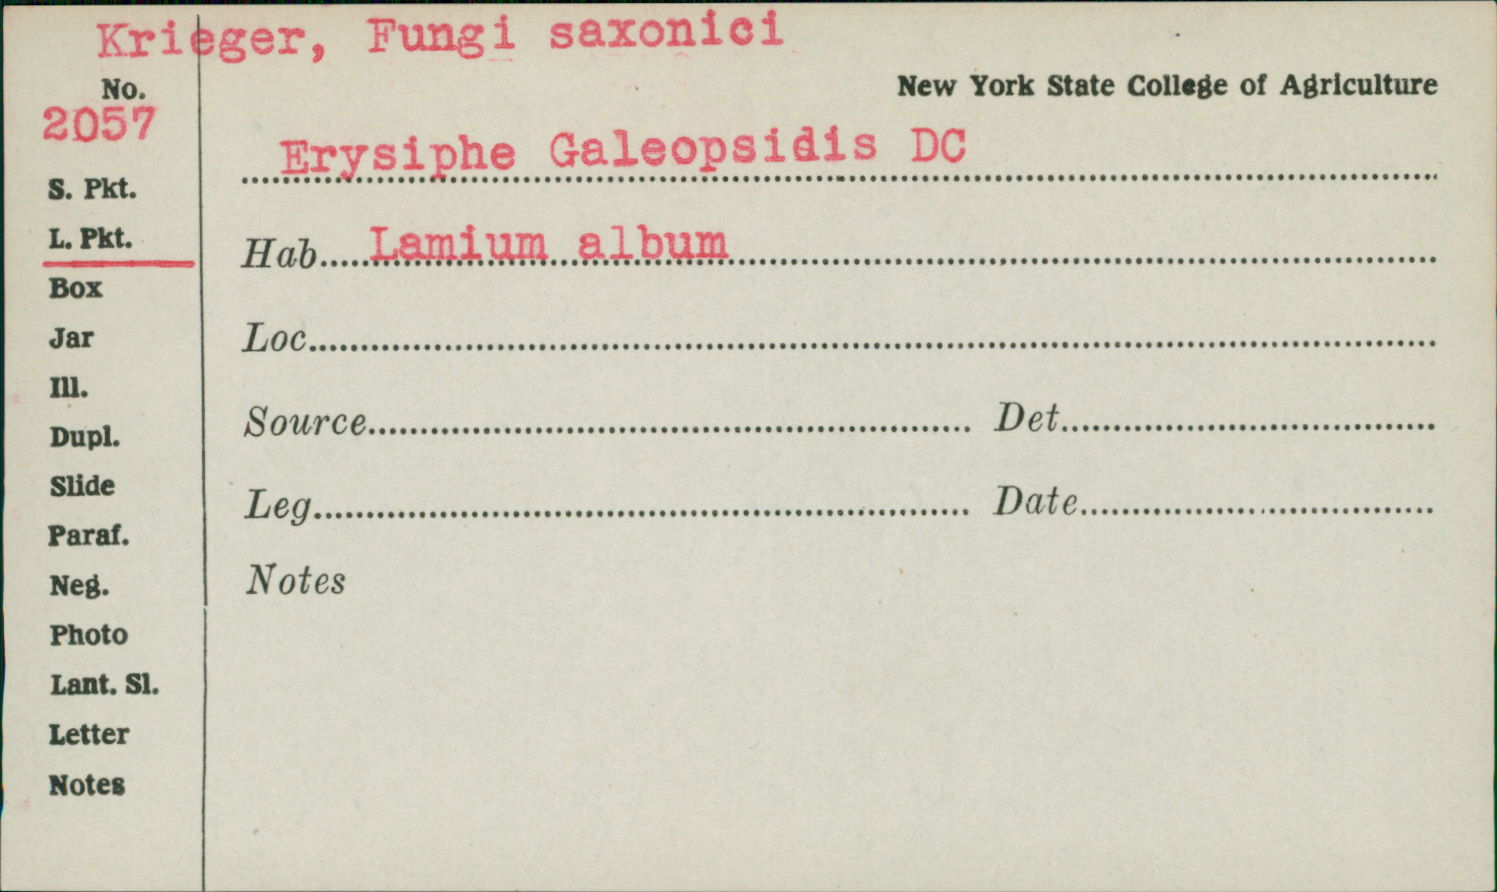 Krieger, Fungi saxonici
No.
New York State College of Agriculture
2057
Erysiphe Galeopsidis DC
S. Pkt.
L. Pkt.
Hab.....Lamium album
Box
Jar
Loc
Ill.
Dupl.
Source Det
Slide
Leg Date
Paraf.
Neg.
Notes
Photo
Lant. Sl.
Letter
Notes